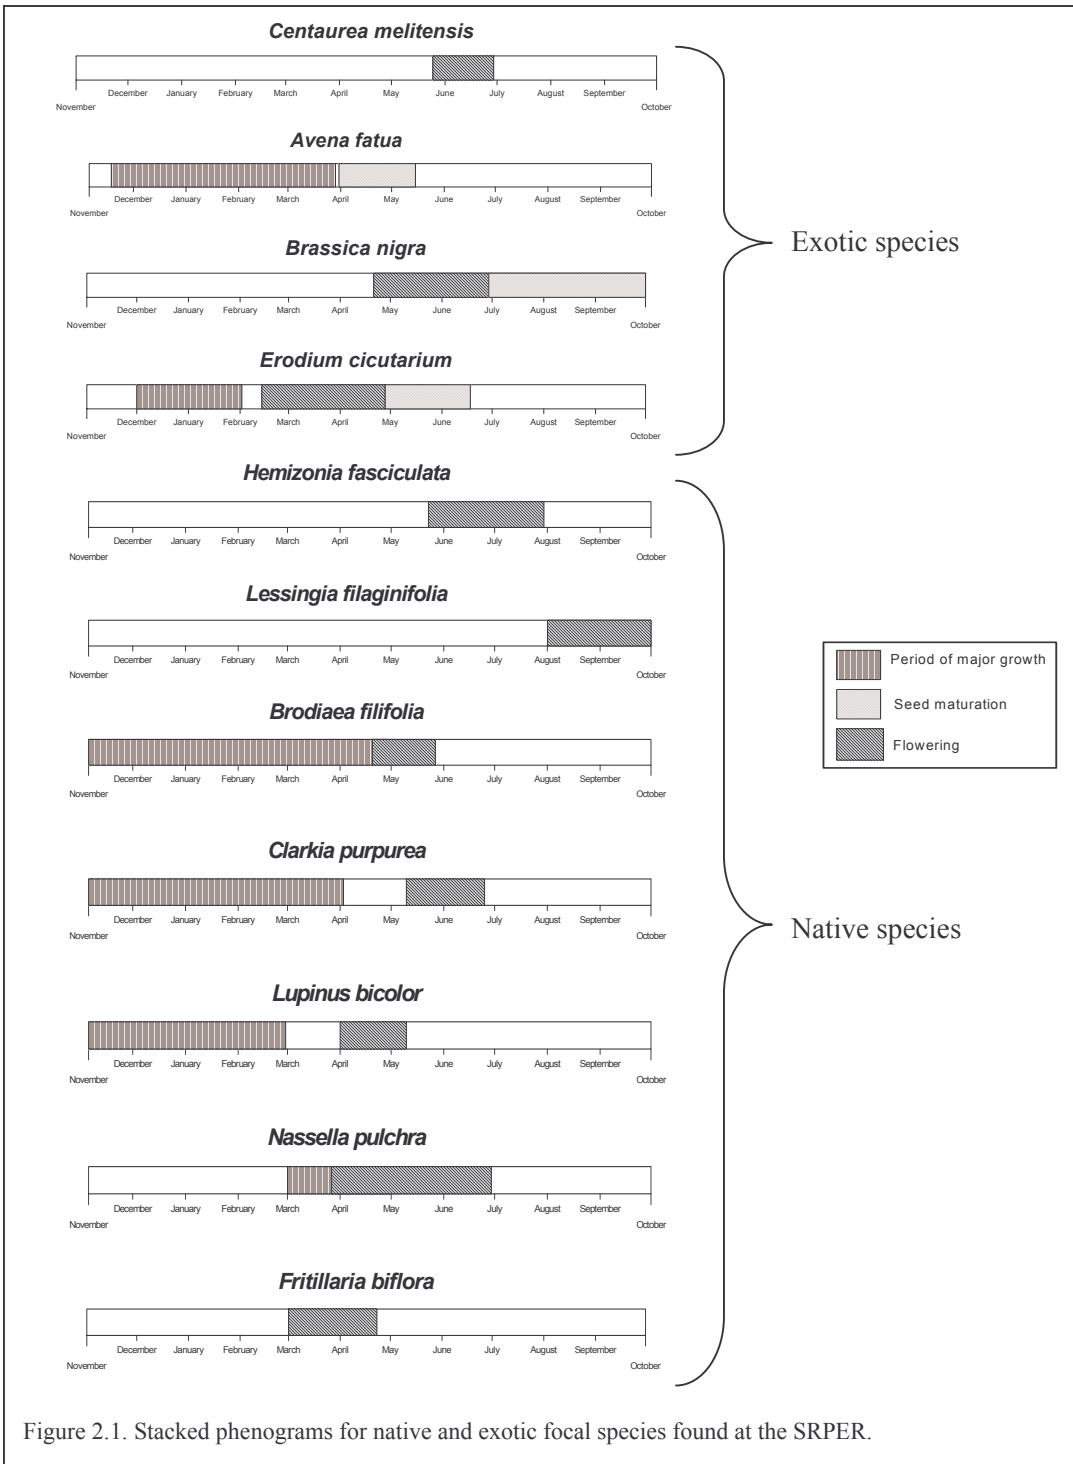 Centaurea melitensis
December January February March April May June July August September
November October
Avena fatua
December January February March April May June July August September
November October
Brassica nigra
December January February March April May June July August September
November October
Exotic species
Erodium cicutarium
December January February March April May June July August September
November October
Hemizonia fasciculata
December January February March April May June July August September
November October
Lessingia filaginifolia
December January February March April May June July August September
November October
Brodiaea filifolia
December January February March April May June July August September
November October
Period of major growth
Seed maturation
Flowering
Clarkia purpurea
December January February March April May June July August September
November October
Native species
Lupinus bicolor
December January February March April May June July August September
November October
Nassella pulchra
December January February March April May June July August September
November October
Fritillaria biflora
December January February March April May June July August September
November October
Figure 2.1. Stacked phenograms for native and exotic focal species found at the SRPER.